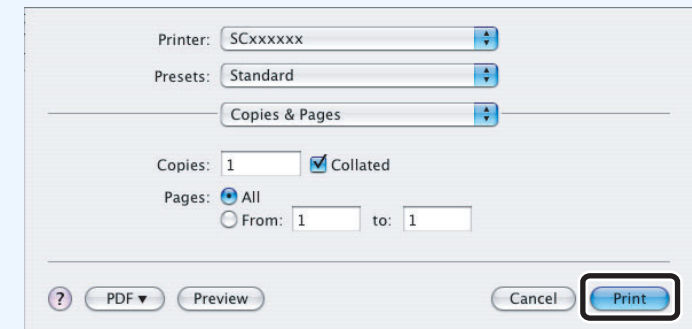 Printer: SCxxxxxx
Presets: Standard
Copies & Pages
Copies: 1 Collated
Pages: All
From: 1 to: 1
? PDF ▼ Preview Cancel Print